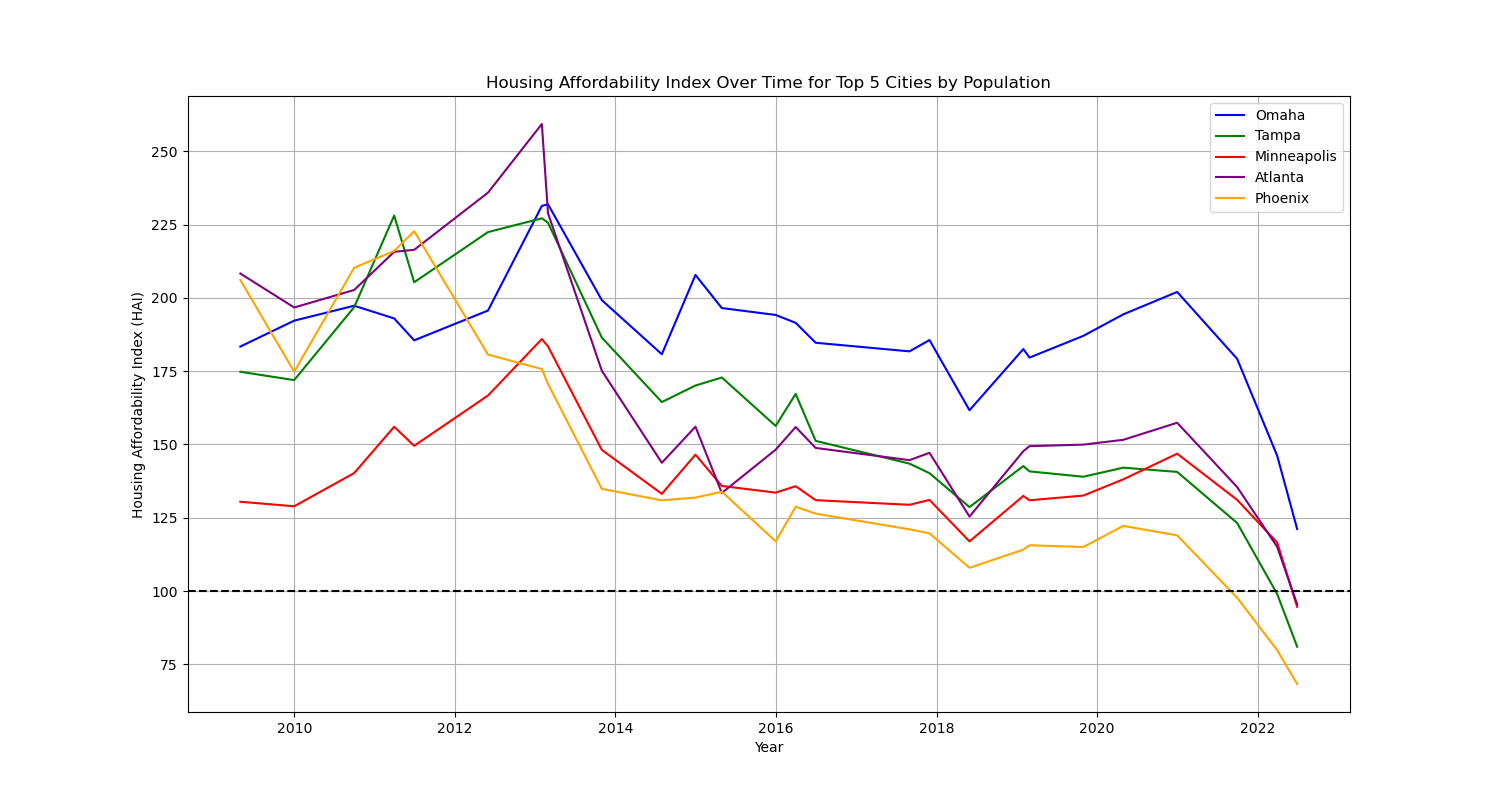 Housing Affordability Index Over Time for Top 5 Cities by Population
Omaha
Tampa
Minneapolis
Atlanta
Phoenix
Housing Affordability Index (HAI)
250
225
200
175
150
125
100
75
2010 2012 2014 2016 2018 2020 2022
Year